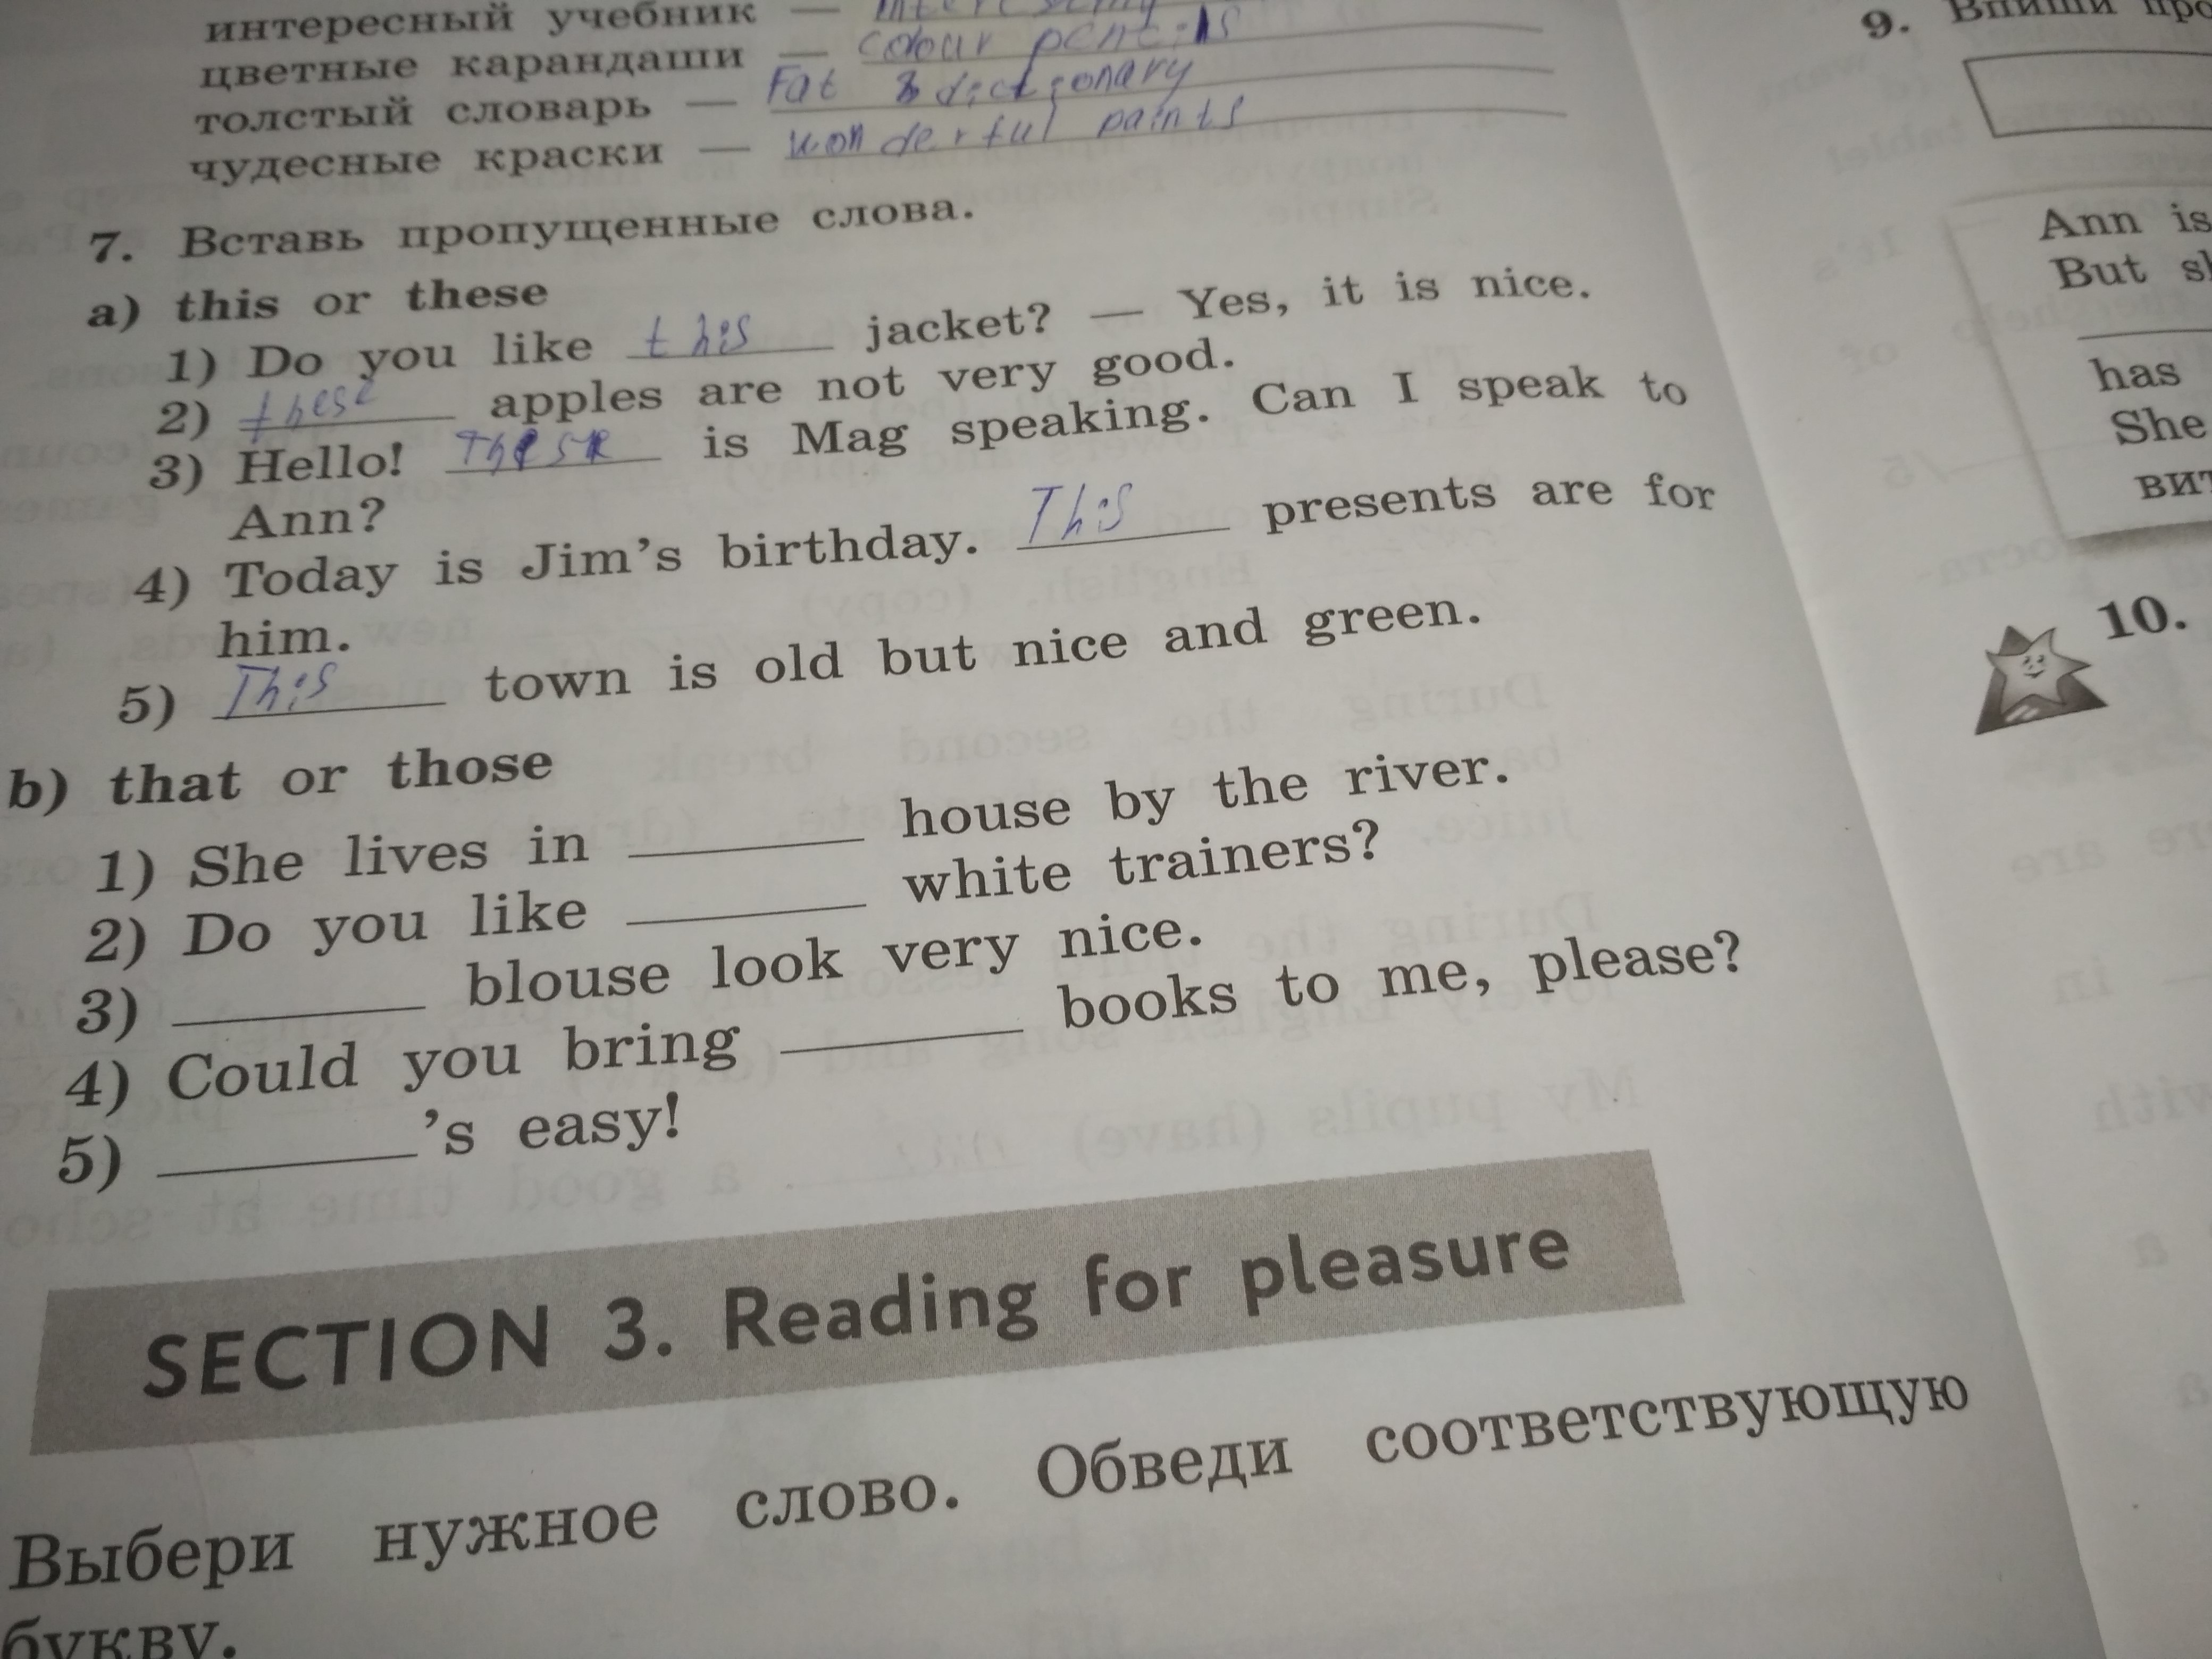 интересный учебник —
цветные карандаши — colour pencils
толстый словарь — Fat dictionary
чудесные краски — wonderful paints
7. Вставь пропущенные слова.
a) this or these
1) Do you like this jacket? — Yes, it is nice.
2) these apples are not very good.
3) Hello! These is Mag speaking. Can I speak to
Ann?
4) Today is Jim's birthday. This presents are for
him.
5) This town is old but nice and green.
b) that or those
1) She lives in ______ house by the river.
2) Do you like ______ white trainers?
3) ______ blouse look very nice.
4) Could you bring ______ books to me, please?
5) ______'s easy!
SECTION 3. Reading for pleasure
Выбери нужное слово. Обведи соответствующую
букву.
9. Впиши
Ann is
But
has
She
10.